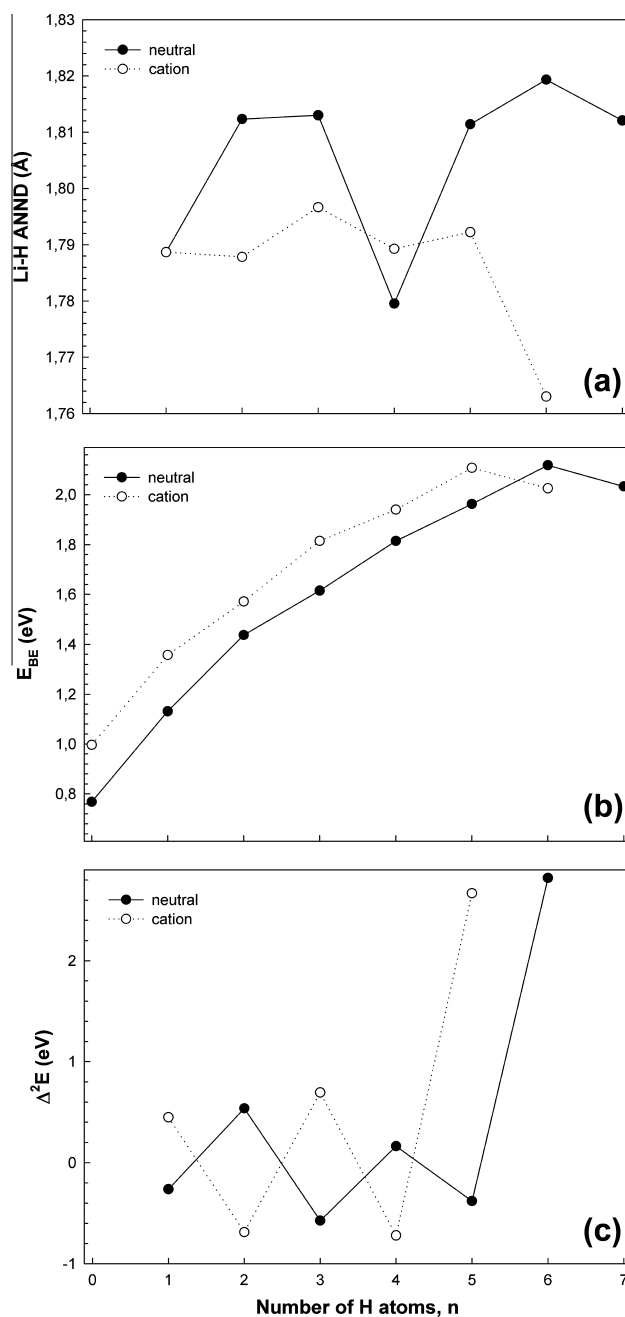 1,83
1,82
1,81
1,80
1,79
1,78
1,77
1,76
Li-H ANND (Å)
neutral
cation
(a)
2,0
1,8
1,6
1,4
1,2
1,0
0,8
E_BE (eV)
neutral
cation
(b)
2
1
0
-1
Δ²E (eV)
neutral
cation
(c)
0 1 2 3 4 5 6 7
Number of H atoms, n